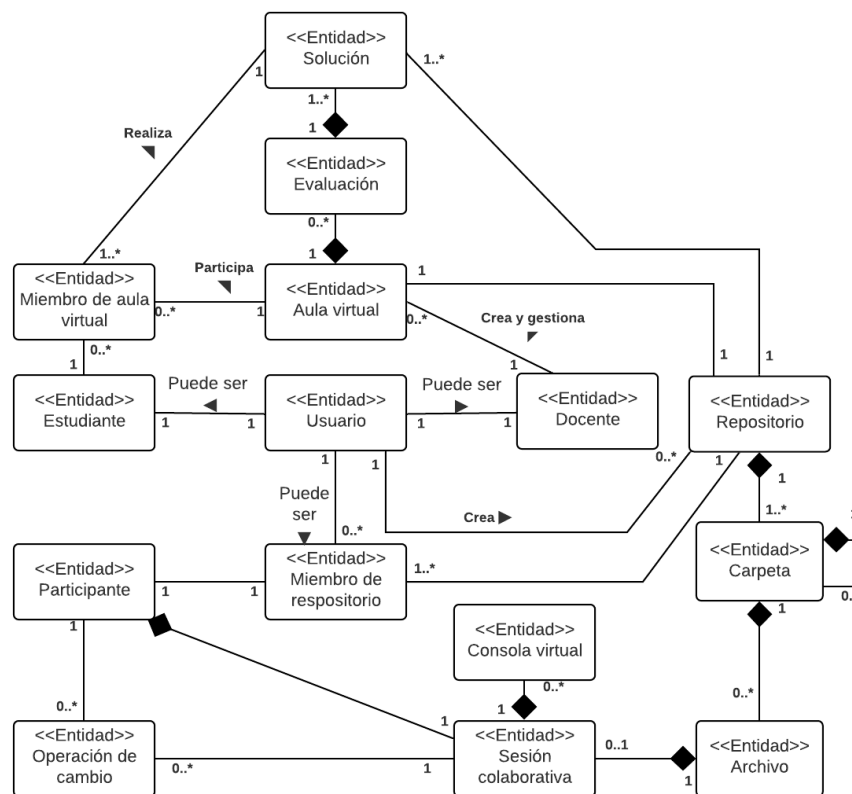 <<Entidad>>
Solución
1
1..*
1..*
Realiza
1
<<Entidad>>
Evaluación
0..*
1
1..*
Participa
1
<<Entidad>>
Miembro de aula
virtual
0..*
1
<<Entidad>>
Aula virtual
0..*
Crea y gestiona
0..*
1
1
1
1
<<Entidad>>
Estudiante
1
Puede ser
1
<<Entidad>>
Usuario
1
Puede ser
1
<<Entidad>>
Docente
<<Entidad>>
Repositorio
0..*
1
1
1
1
Puede
ser
0..*
Crea
1..*
<<Entidad>>
Participante
1
1
<<Entidad>>
Miembro de
respositorio
1..*
<<Entidad>>
Carpeta
0..
1
1
<<Entidad>>
Consola virtual
0..*
1
0..*
0..*
1
<<Entidad>>
Operación de
cambio
0..*
1
<<Entidad>>
Sesión
colaborativa
0..1
1
<<Entidad>>
Archivo